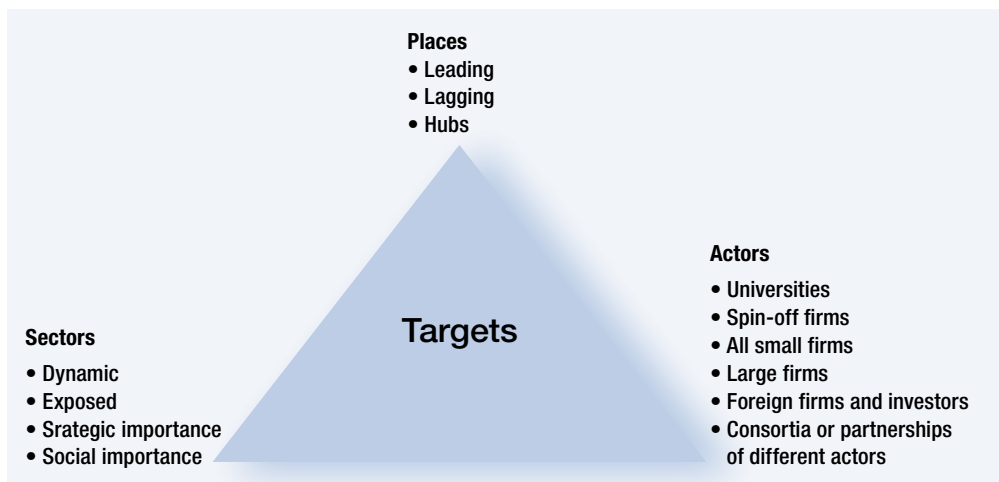 Places
• Leading
• Lagging
• Hubs
Targets
Sectors
• Dynamic
• Exposed
• Srategic importance
• Social importance
Actors
• Universities
• Spin-off firms
• All small firms
• Large firms
• Foreign firms and investors
• Consortia or partnerships
of different actors